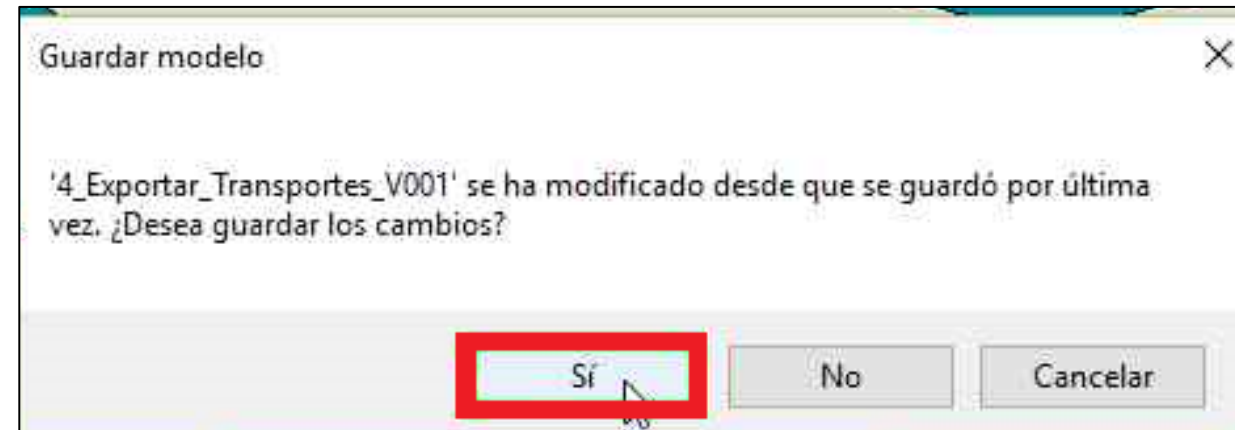 Guardar modelo
'4_Exportar_Transportes_V001' se ha modificado desde que se guardó por última
vez. ¿Desea guardar los cambios?
Sí No Cancelar